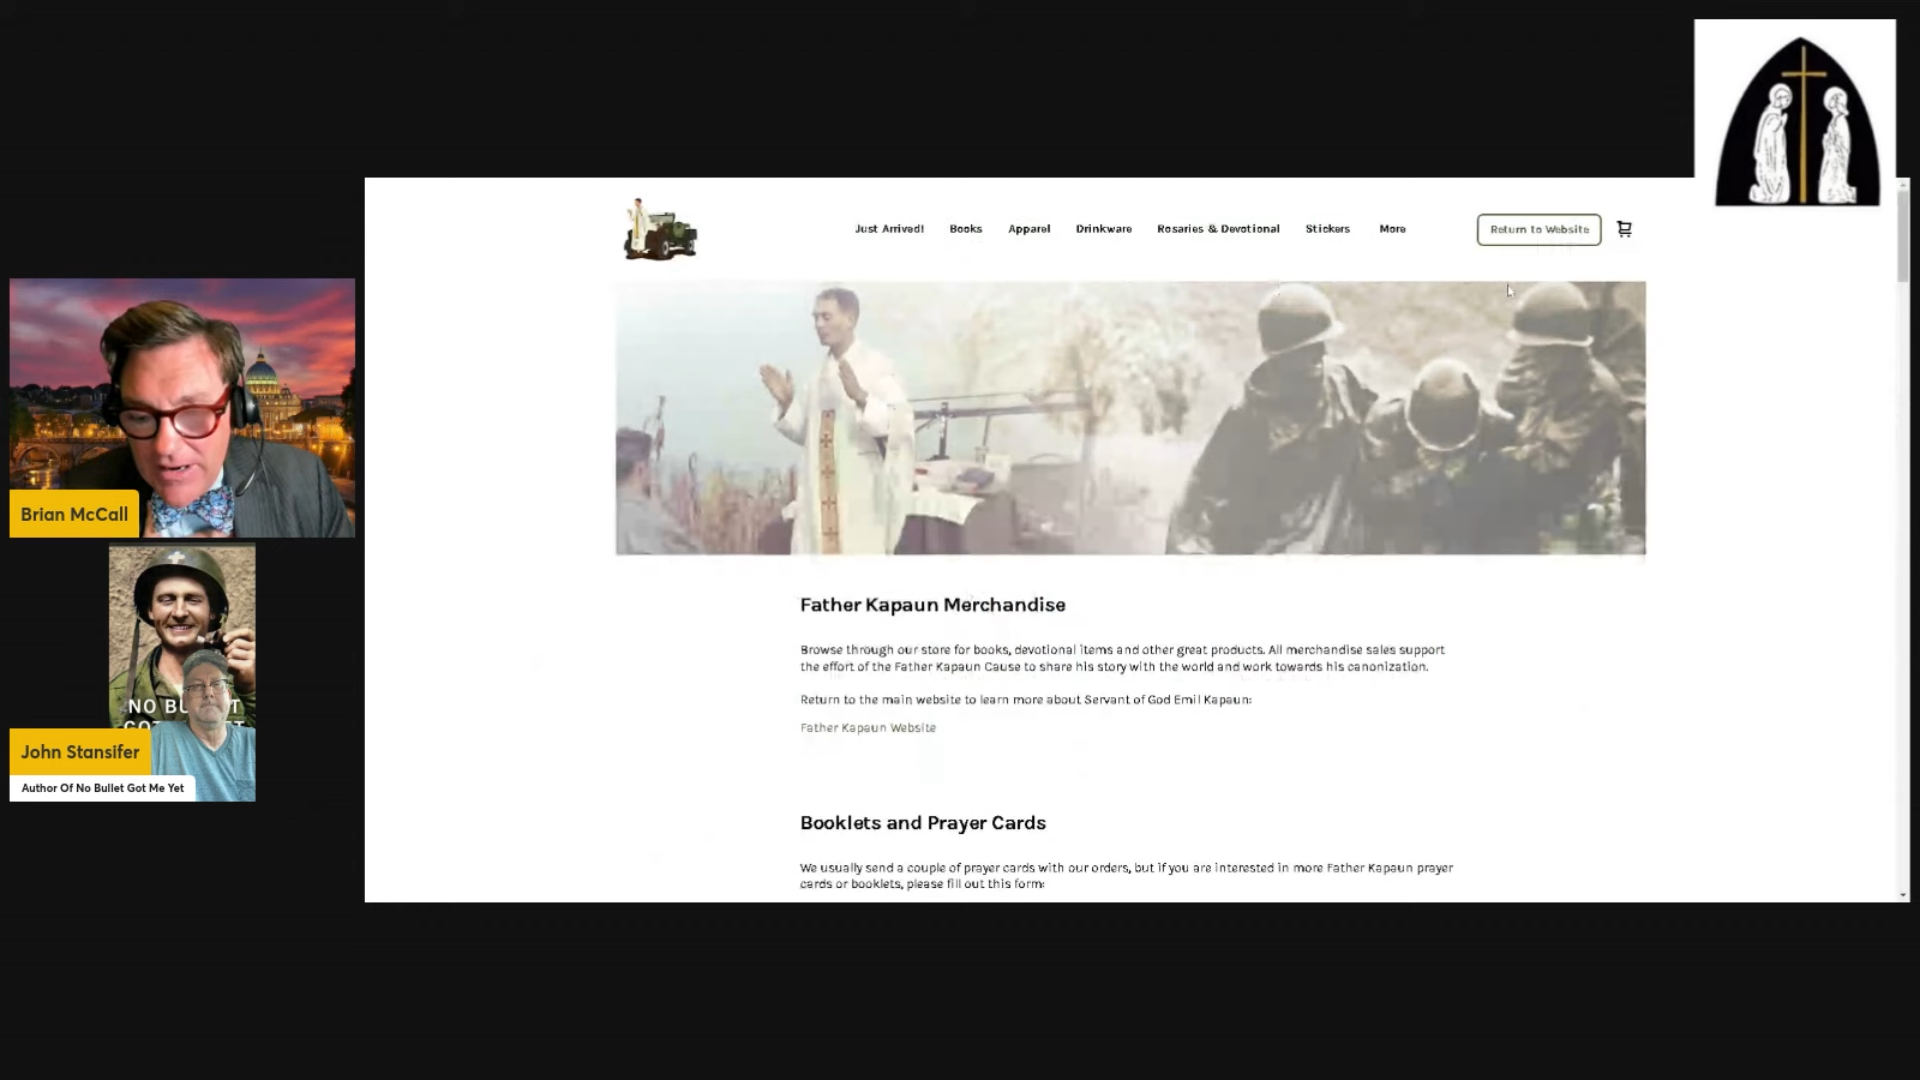 Just Arrived! Books Apparel Drinkware Rosaries & Devotional Stickers More Return to Website
Brian McCall
NO BU T
John Stansifer
Author Of No Bullet Got Me Yet
Father Kapaun Merchandise
Browse through our store for books, devotional items and other great products. All merchandise sales support
the effort of the Father Kapaun Cause to share his story with the world and work towards his canonization.
Return to the main website to learn more about Servant of God Emil Kapaun:
Father Kapaun Website
Booklets and Prayer Cards
We usually send a couple of prayer cards with our orders, but if you are interested in more Father Kapaun prayer
cards or booklets, please fill out this form: